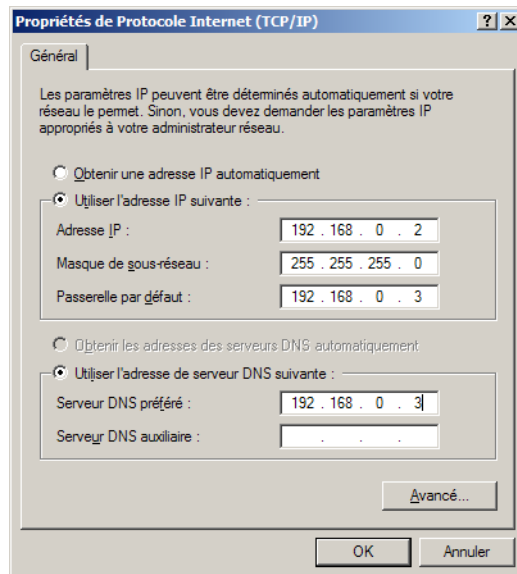 Propriétés de Protocole Internet (TCP/IP)
Général
Les paramètres IP peuvent être déterminés automatiquement si votre
réseau le permet. Sinon, vous devez demander les paramètres IP
appropriés à votre administrateur réseau.
Obtenir une adresse IP automatiquement
Utiliser l'adresse IP suivante :
Adresse IP : 192 . 168 . 0 . 2
Masque de sous-réseau : 255 . 255 . 255 . 0
Passerelle par défaut : 192 . 168 . 0 . 3
Obtenir les adresses des serveurs DNS automatiquement
Utiliser l'adresse de serveur DNS suivante :
Serveur DNS préféré : 192 . 168 . 0 . 3
Serveur DNS auxiliaire : . . .
Avancé...
OK Annuler